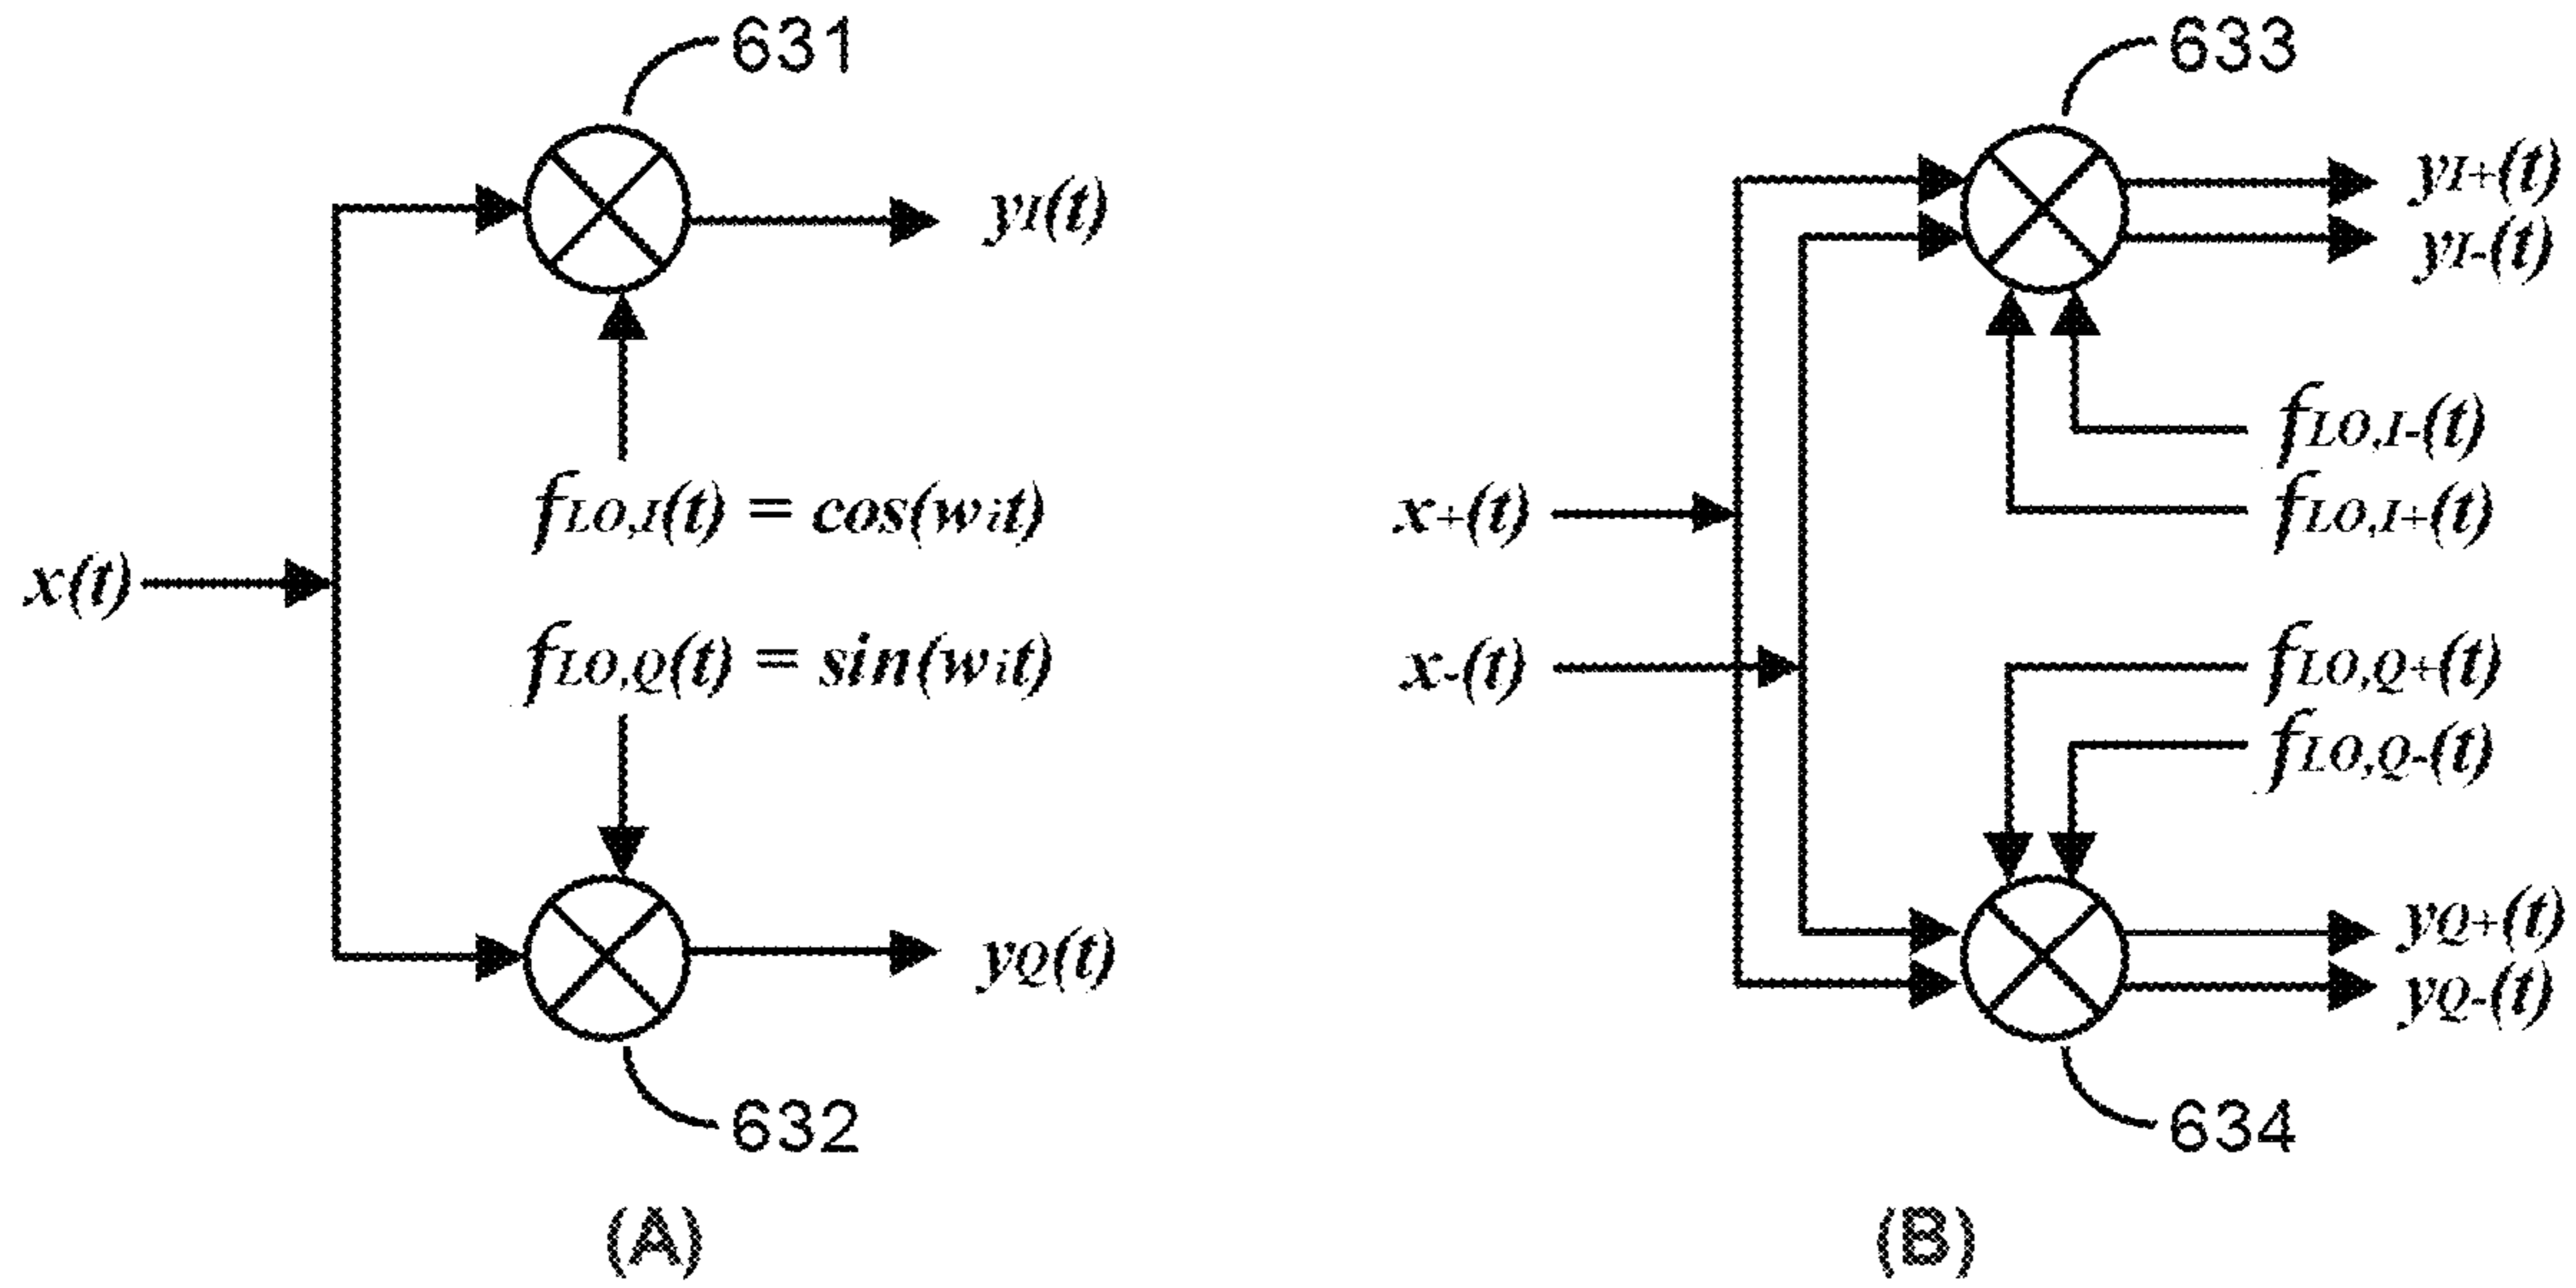 631
yI(t)
fLO,I(t) = cos(wit)
x(t)
fLO,Q(t) = sin(wit)
yQ(t)
632
(A)
633
yI+(t)
yI-(t)
fLO,I-(t)
fLO,I+(t)
x+(t)
x-(t)
fLO,Q+(t)
fLO,Q-(t)
yQ+(t)
yQ-(t)
634
(B)